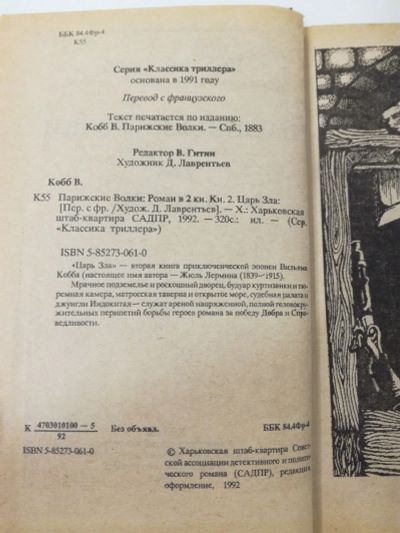 ББК 84.4Фр-4
К55
Серия «Классика триллера»
основана в 1991 году
Перевод с французского
Текст печатается по изданию:
Кобб В. Парижские Волки. — Спб., 1883
Редактор В. Гитин
Художник Д. Лаврентьев
Кобб В.
К55 Парижские Волки: Роман в 2 кн. Кн. 2. Царь Зла:
[Пер. с фр. /Худож. Д. Лаврентьев]. — Х.: Харьковская
штаб-квартира САДПР, 1992. —320с.: ил. — (Сер.
«Классика триллера»)
ISBN 5-85273-061-0
«Царь Зла» — вторая книга приключенческой эпопеи Вильяма
Кобба (настоящее имя автора — Жюль Лермина (1839—1915).
Мрачное подземелье и роскошный дворец, будуар куртизанки и тю-
ремная камера, матросская таверна и открытое море, судебная палата и
джунгли Индокитая — служат ареной напряженной, полной головокру-
жительных перипетий борьбы героев романа за победу Добра и Спра-
ведливости.
К 4703010100 — 5
92
Без объявл.
ББК 84.4Фр-4
ISBN 5-85273-061-0
© Харьковская штаб-квартира Совет-
ской ассоциации детективного и полити-
ческого романа (САДПР), редакция,
оформление, 1992